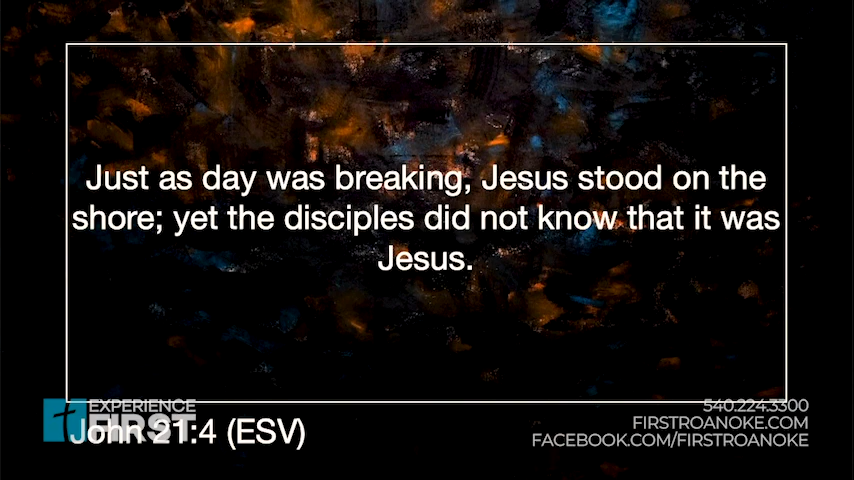 Just as day was breaking, Jesus stood on the
shore; yet the disciples did not know that it was
Jesus.
EXPERIENCE
FIRST
John 21:4 (ESV)
540.224.3300
FIRSTROANOKE.COM
FACEBOOK.COM/FIRSTROANOKE